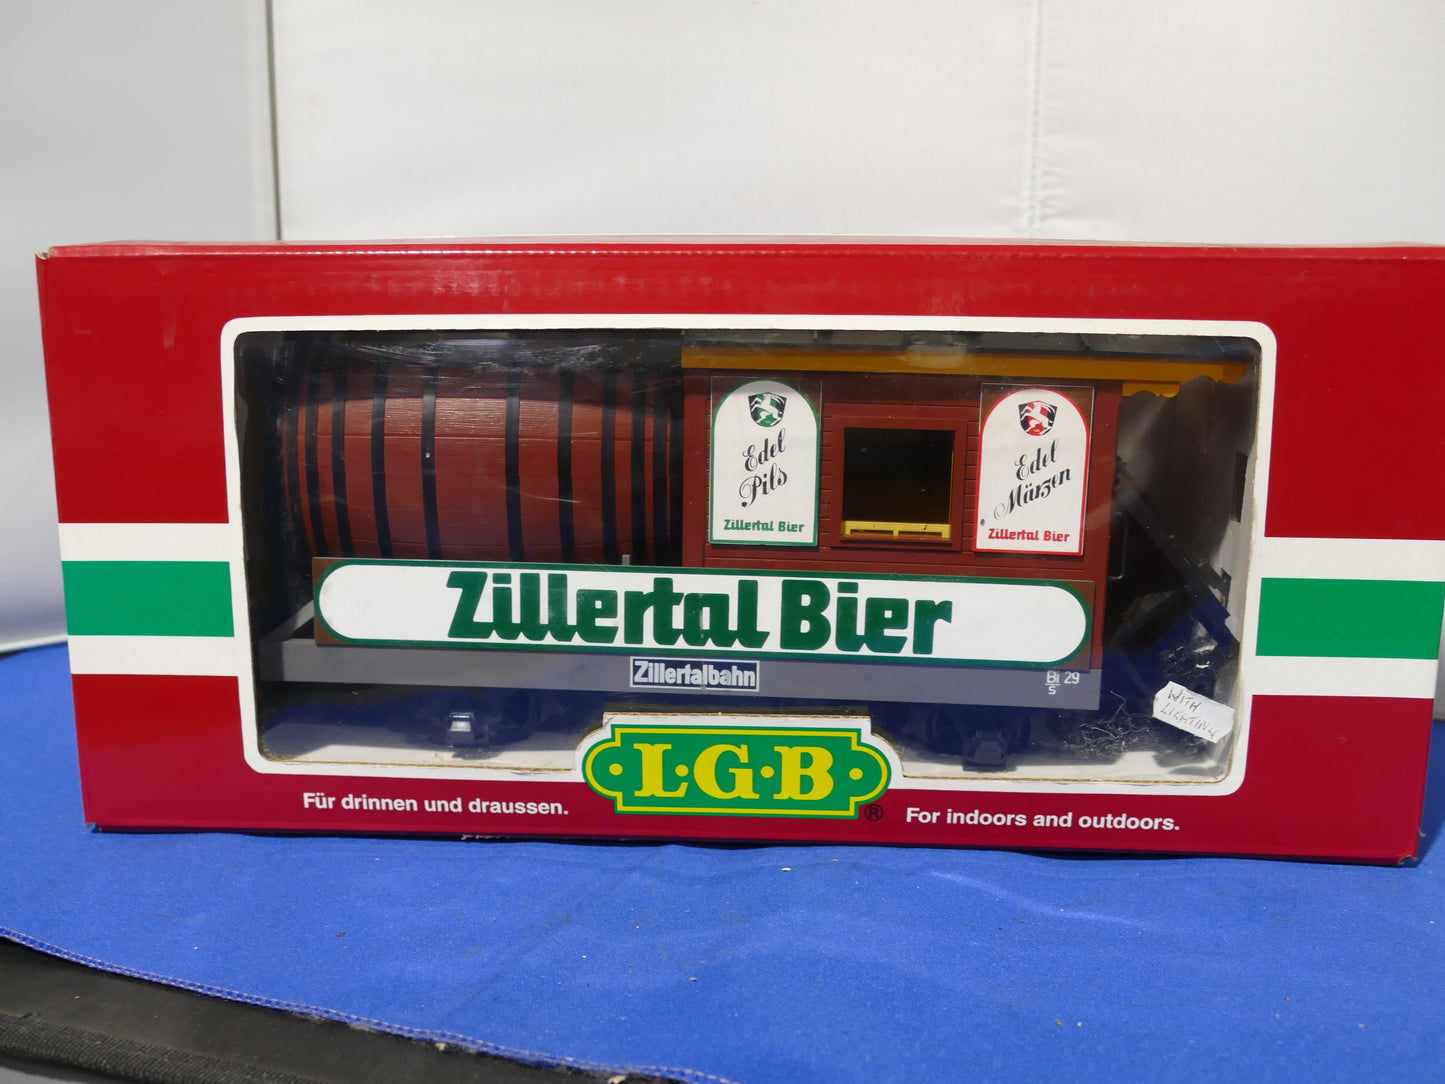 Edel
Pils
Zillertal Bier
Edel
Märzen
Zillertal Bier
Zillertal Bier
Zillertalbahn
Bi 29
s
WITH
LIGHTING
L·G·B
®
Für drinnen und draussen.
For indoors and outdoors.